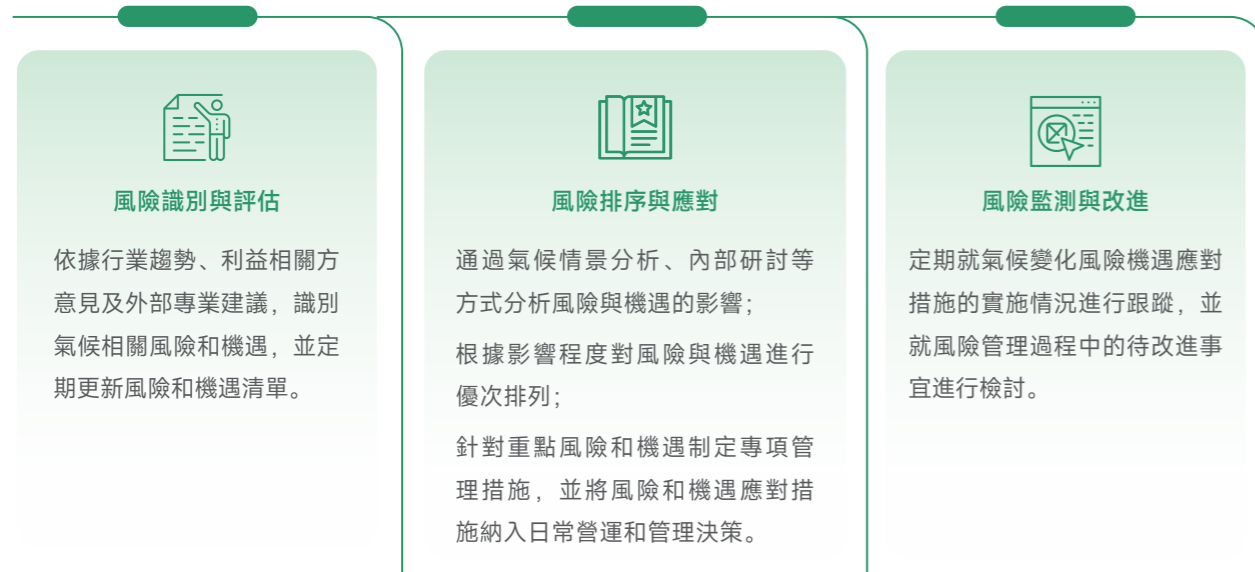 風險識別與評估
依據行業趨勢、利益相關方
意見及外部專業建議，識別
氣候相關風險和機遇，並定
期更新風險和機遇清單。
風險排序與應對
通過氣候情景分析、內部研討等
方式分析風險與機遇的影響；
根據影響程度對風險與機遇進行
優次排列；
針對重點風險和機遇制定專項管
理措施，並將風險和機遇應對措
施納入日常營運和管理決策。
風險監測與改進
定期就氣候變化風險機遇應對
措施的實施情況進行跟蹤，並
就風險管理過程中的待改進事
宜進行檢討。